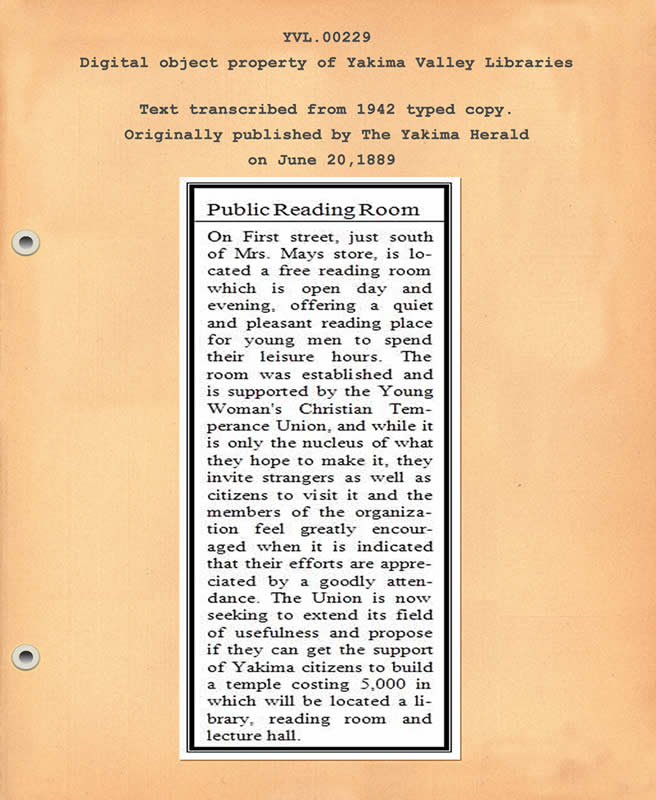 YVL.00229
Digital object property of Yakima Valley Libraries
Text transcribed from 1942 typed copy.
Originally published by The Yakima Herald
on June 20,1889
Public Reading Room
On First street, just south
of Mrs. Mays store, is lo-
cated a free reading room
which is open day and
evening, offering a quiet
and pleasant reading place
for young men to spend
their leisure hours. The
room was established and
is supported by the Young
Woman's Christian Tem-
perance Union, and while it
is only the nucleus of what
they hope to make it, they
invite strangers as well as
citizens to visit it and the
members of the organiza-
tion feel greatly encour-
aged when it is indicated
that their efforts are appre-
ciated by a goodly atten-
dance. The Union is now
seeking to extend its field
of usefulness and propose
if they can get the support
of Yakima citizens to build
a temple costing 5,000 in
which will be located a li-
brary, reading room and
lecture hall.